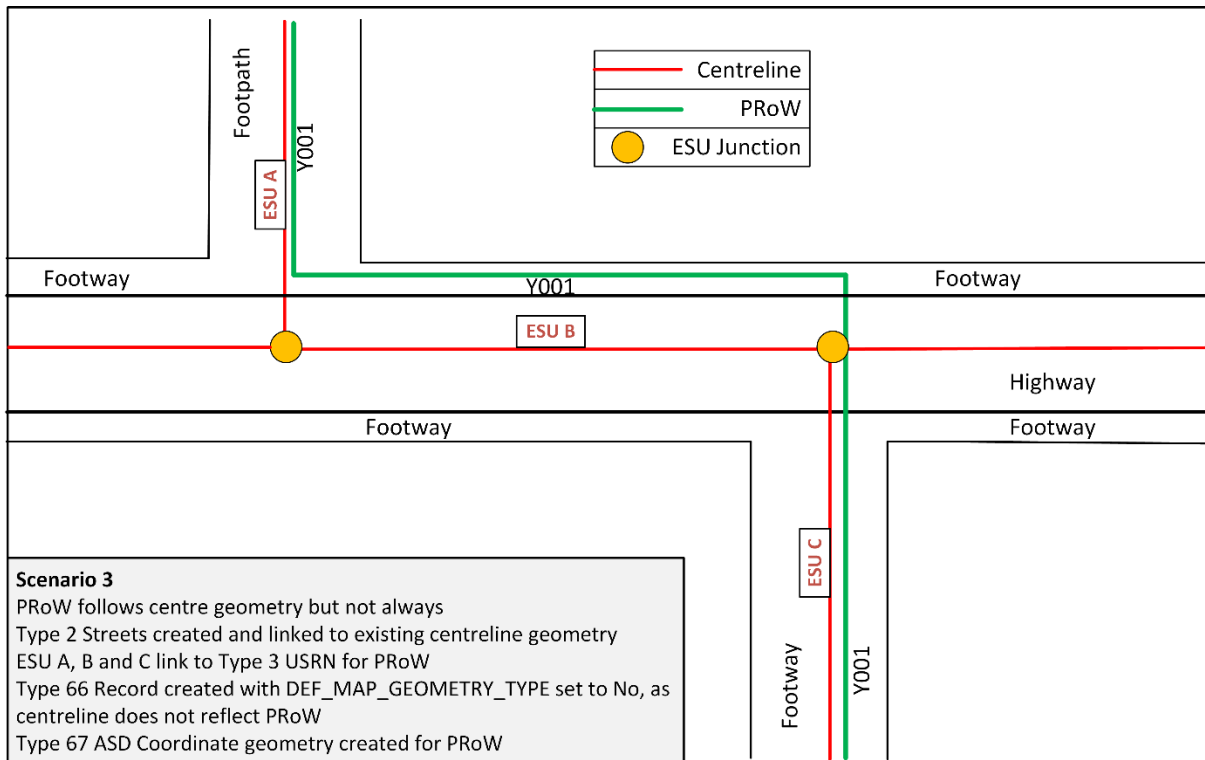 Centreline
PRoW
ESU Junction
Footpath
Y001
ESU A
Footway
Y001
Footway
ESU B
Highway
Footway
Footway
ESU C
Footway
Y001
Scenario 3
PRoW follows centre geometry but not always
Type 2 Streets created and linked to existing centreline geometry
ESU A, B and C link to Type 3 USRN for PRoW
Type 66 Record created with DEF_MAP_GEOMETRY_TYPE set to No, as
centreline does not reflect PRoW
Type 67 ASD Coordinate geometry created for PRoW